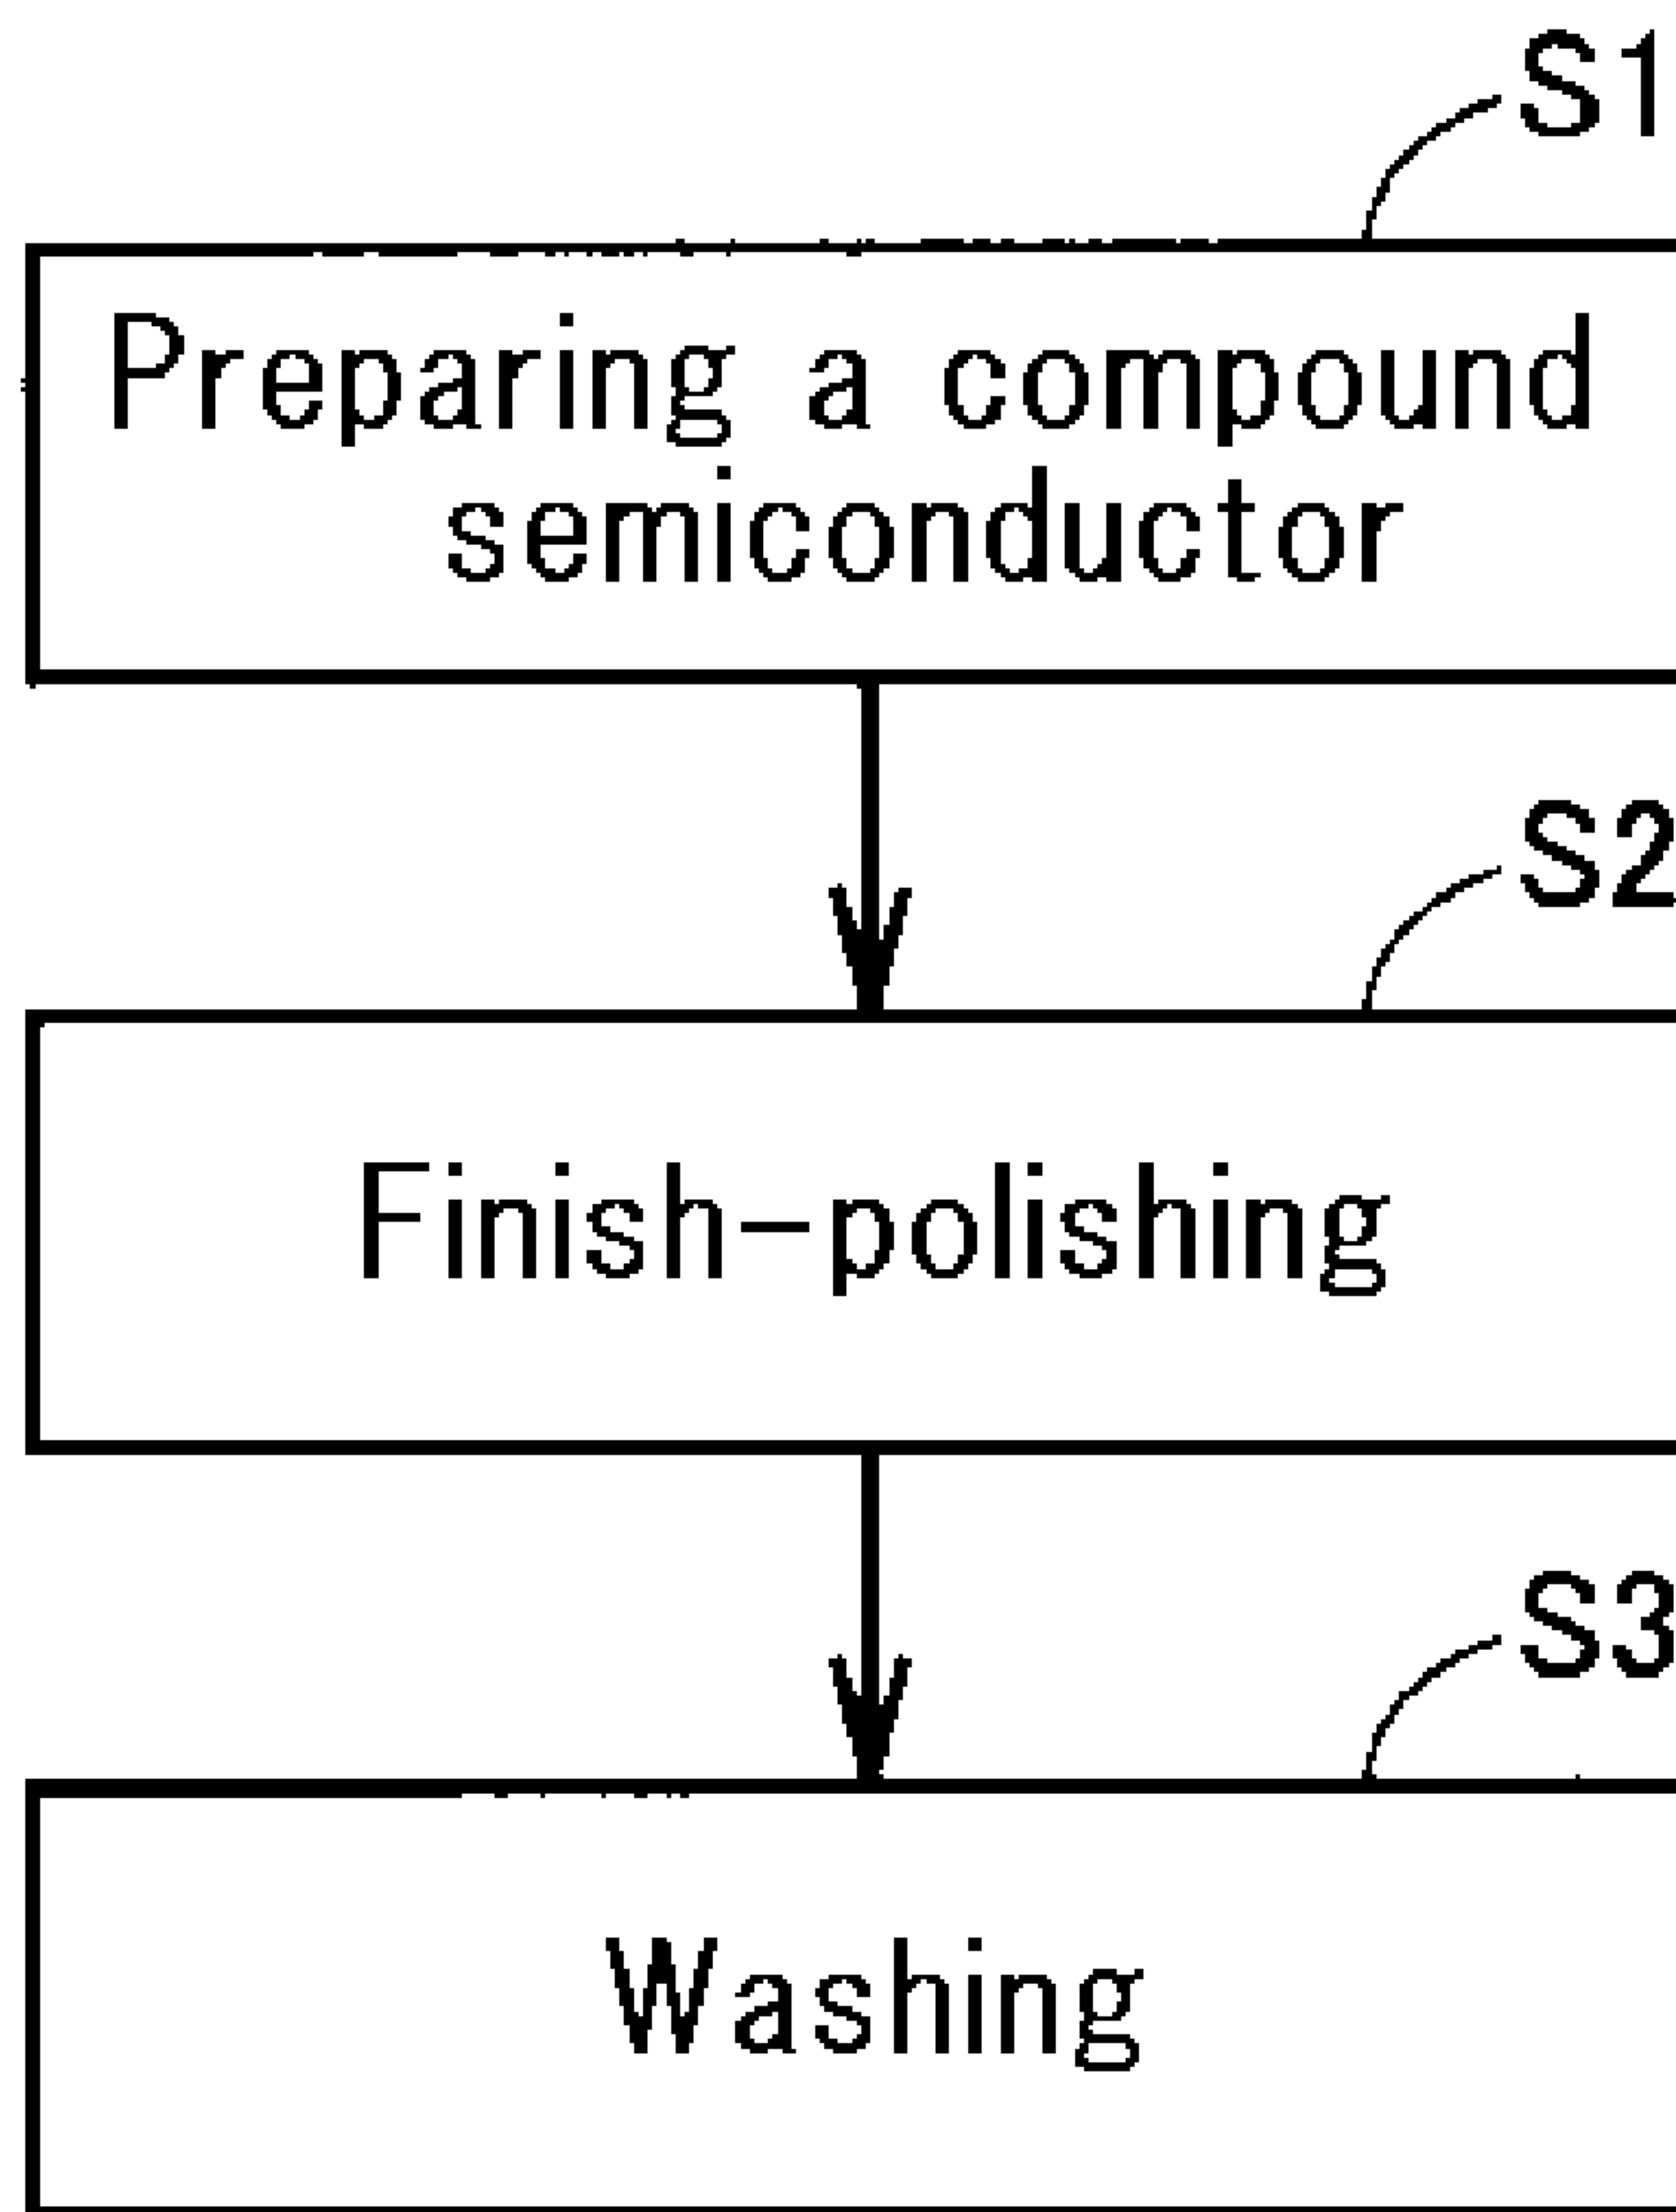 S1
Preparing a compound
semiconductor
S2
Finish-polishing
S3
Washing